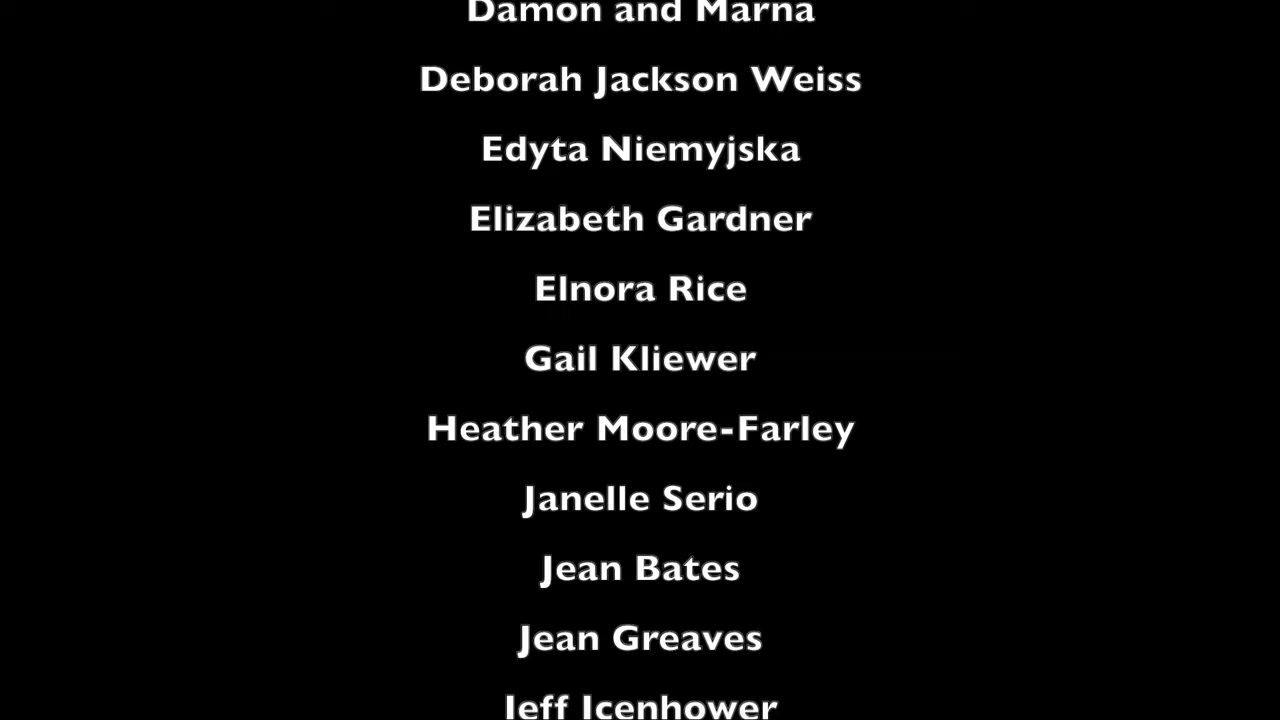 Damon and Marna
Deborah Jackson Weiss
Edyta Niemyjska
Elizabeth Gardner
Elnora Rice
Gail Kliewer
Heather Moore-Farley
Janelle Serio
Jean Bates
Jean Greaves
Jeff Icenhower